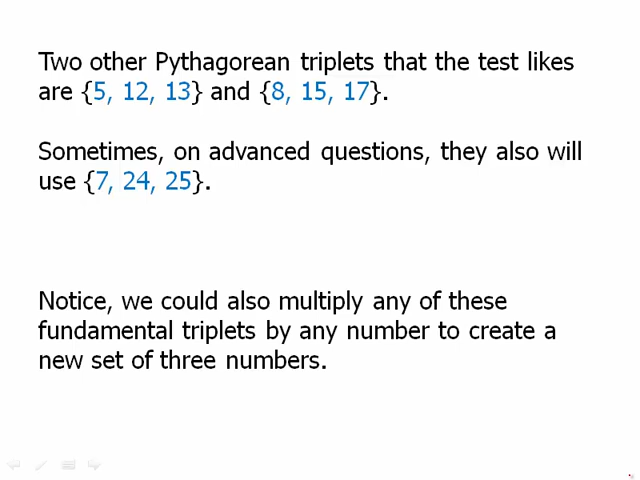 Two other Pythagorean triplets that the test likes
are {5, 12, 13} and {8, 15, 17}.
Sometimes, on advanced questions, they also will
use {7, 24, 25}.
Notice, we could also multiply any of these
fundamental triplets by any number to create a
new set of three numbers.